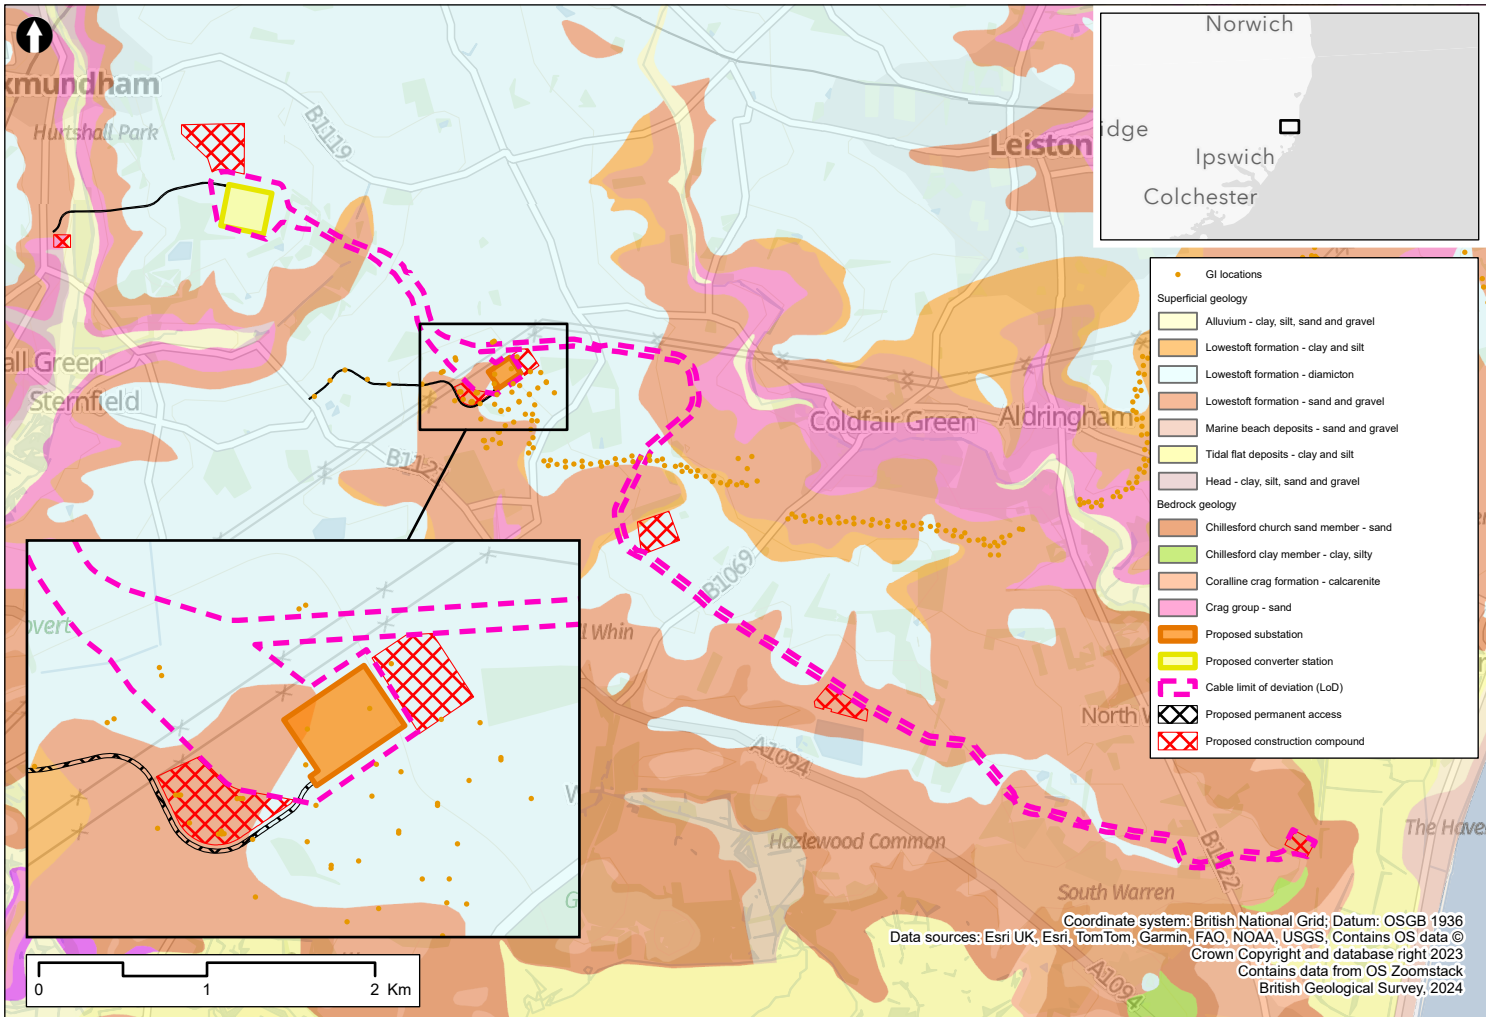 Norwich
idge
Ipswich
Colchester
xmundham
Hurtshall Park
B1119
Leiston
all Green
Sternfield
B112
Coldfair Green
Aldringham
B1069
ll Whin
North W
A1094
Hazlewood Common
South Warren
B1122
The Have
A1094
overt
W
G
GI locations
Superficial geology
Alluvium - clay, silt, sand and gravel
Lowestoft formation - clay and silt
Lowestoft formation - diamicton
Lowestoft formation - sand and gravel
Marine beach deposits - sand and gravel
Tidal flat deposits - clay and silt
Head - clay, silt, sand and gravel
Bedrock geology
Chillesford church sand member - sand
Chillesford clay member - clay, silty
Coralline crag formation - calcarenite
Crag group - sand
Proposed substation
Proposed converter station
Cable limit of deviation (LoD)
Proposed permanent access
Proposed construction compound
Coordinate system: British National Grid; Datum: OSGB 1936
Data sources: Esri UK, Esri, TomTom, Garmin, FAO, NOAA, USGS, Contains OS data ©
Crown Copyright and database right 2023
Contains data from OS Zoomstack
British Geological Survey, 2024
0 1 2 Km